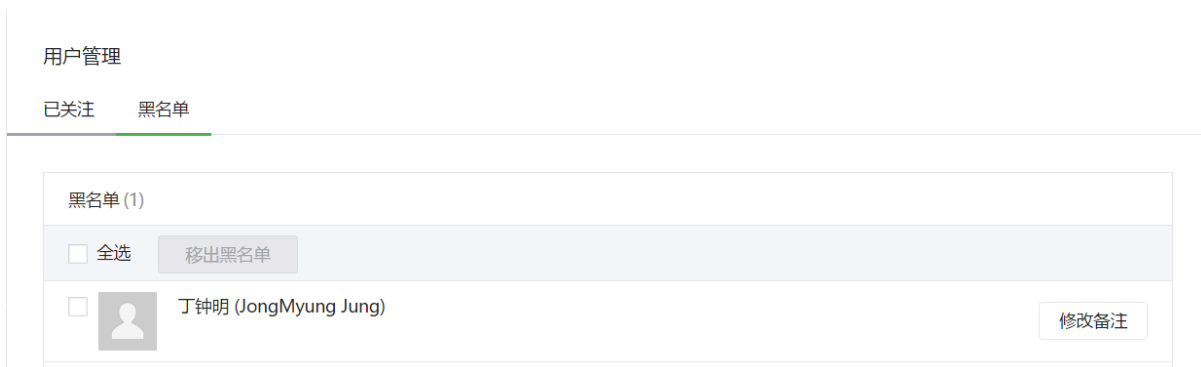 用户管理
已关注 黑名单
黑名单 (1)
全选 移出黑名单
丁钟明 (JongMyung Jung)
修改备注